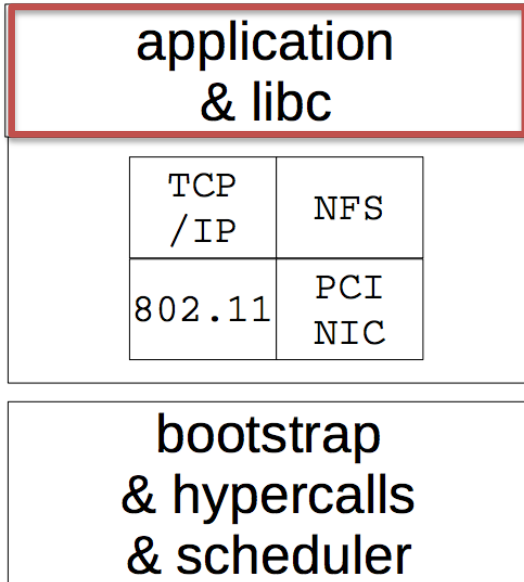 application
& libc
TCP
/IP
NFS
802.11
PCI
NIC
bootstrap
& hypercalls
& scheduler